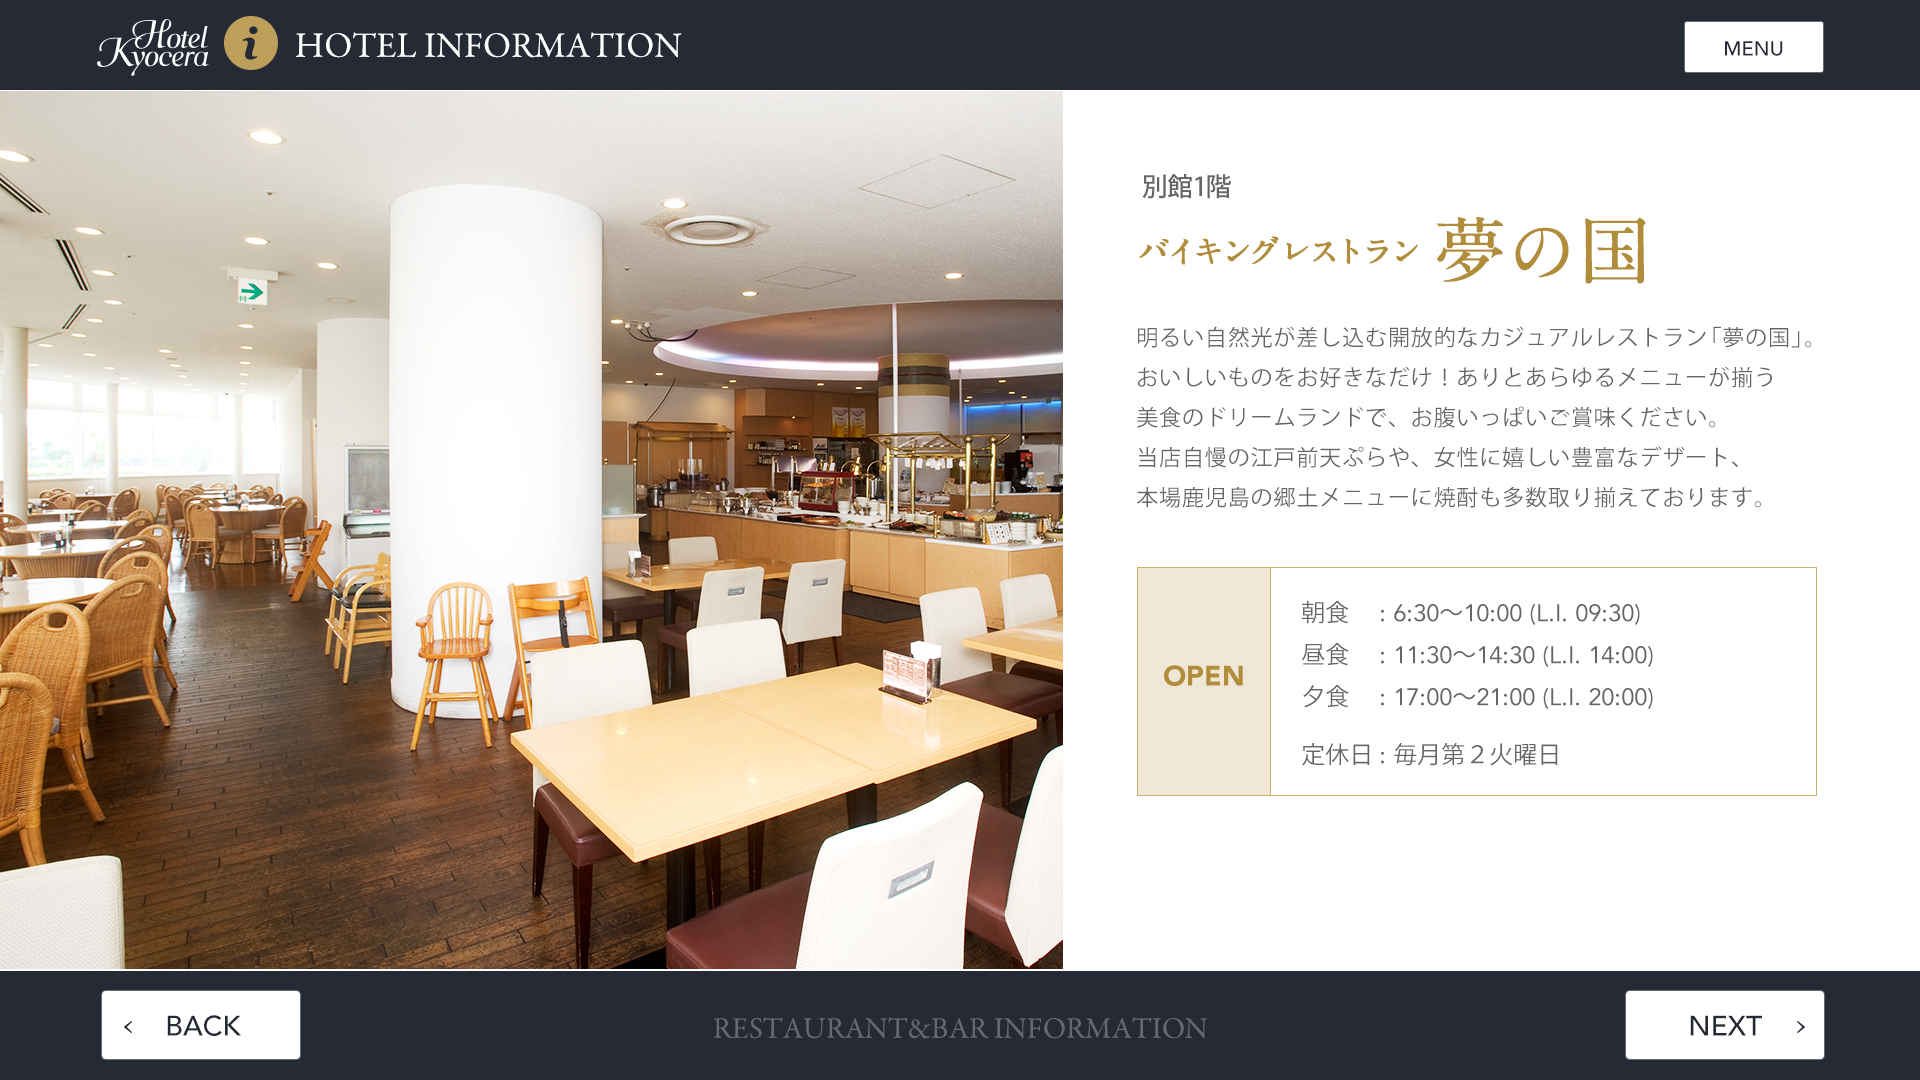 Hotel Kyocera
i HOTEL INFORMATION
MENU
別館1階
バイキングレストラン 夢の国
明るい自然光が差し込む開放的なカジュアルレストラン「夢の国」。
おいしいものをお好きなだけ！ありとあらゆるメニューが揃う
美食のドリームランドで、お腹いっぱいご賞味ください。
当店自慢の江戸前天ぷらや、女性に嬉しい豊富なデザート、
本場鹿児島の郷土メニューに焼酎も多数取り揃えております。
OPEN
朝食 : 6:30〜10:00 (L.I. 09:30)
昼食 : 11:30〜14:30 (L.I. 14:00)
夕食 : 17:00〜21:00 (L.I. 20:00)
定休日 : 毎月第２火曜日
‹ BACK
RESTAURANT&BAR INFORMATION
NEXT ›